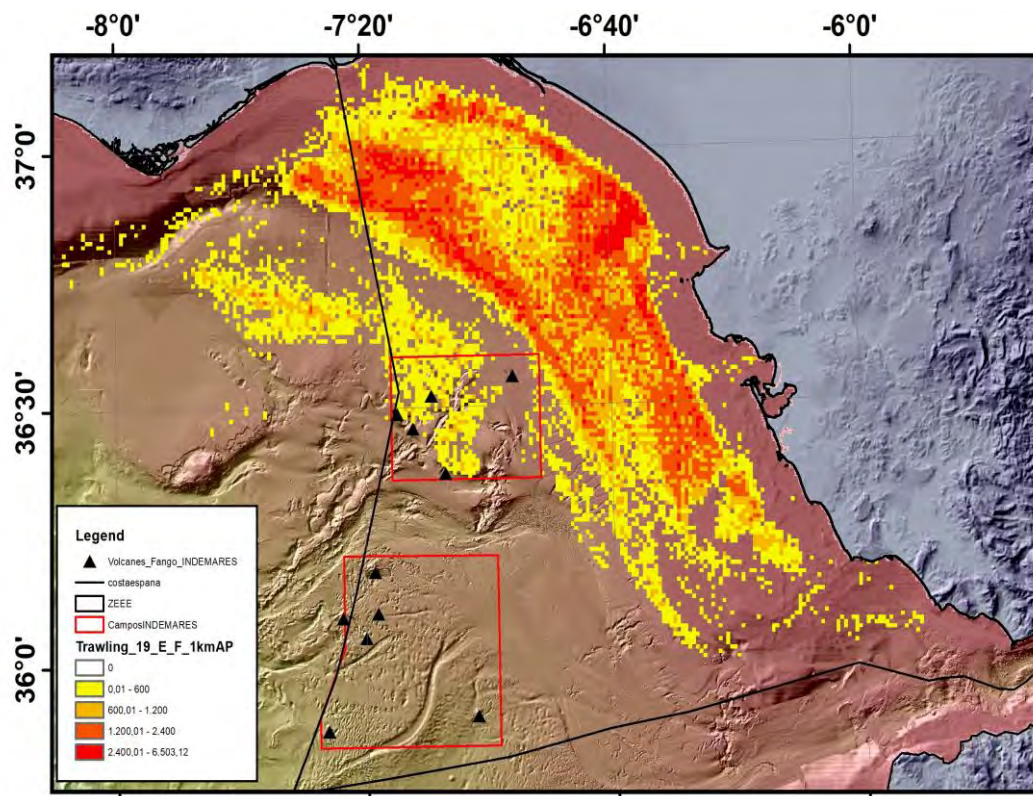 -8°0' -7°20' -6°40' -6°0'
37°0'
36°30'
36°0'
Legend
Volcanes_Fango_INDEMARES
costaespana
ZEEE
CamposINDEMARES
Trawling_19_E_F_1kmAP
0
0,01 - 600
600,01 - 1.200
1.200,01 - 2.400
2.400,01 - 6.503,12